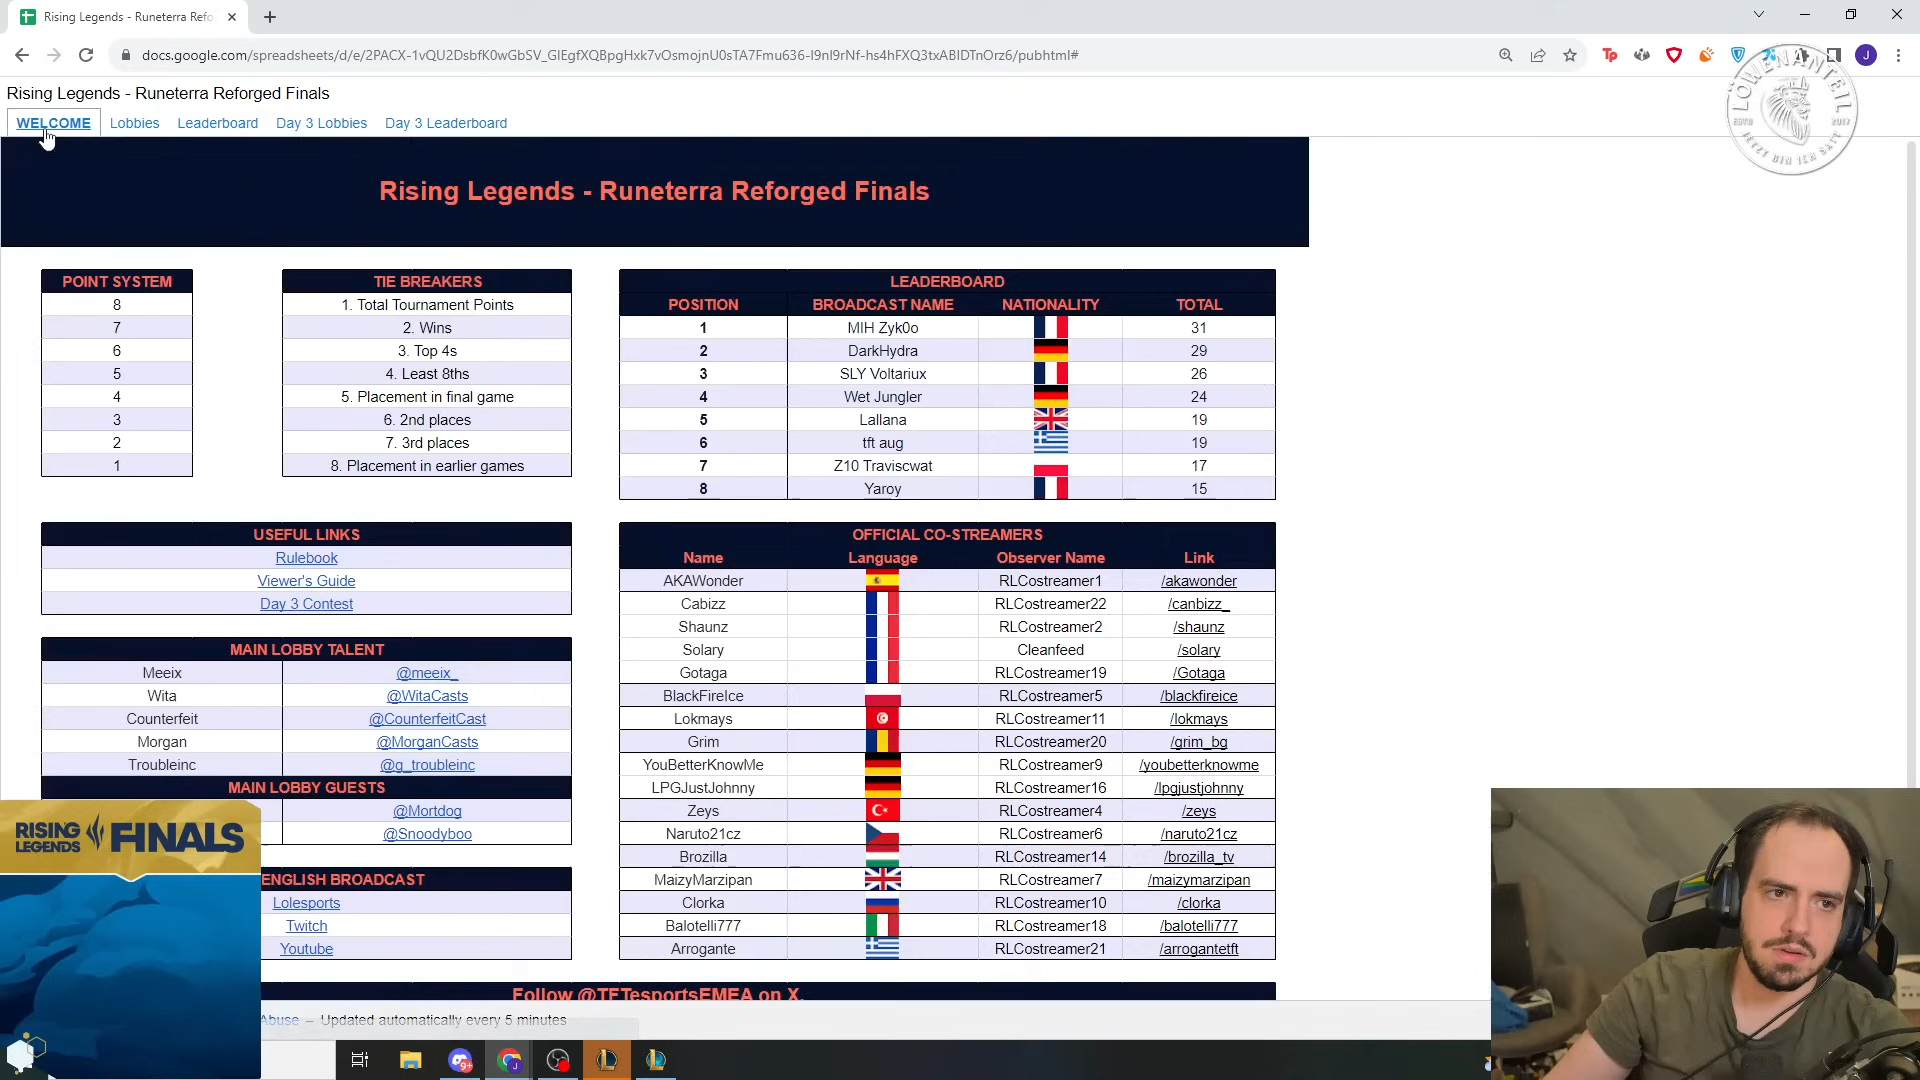 Rising Legends - Runeterra Refo
docs.google.com/spreadsheets/d/e/2PACX-1vQU2DsbfK0wGbSV_GIEgfXQBpgHxk7vOsmojnU0sTA7Fmu636-I9nI9rNf-hs4hFXQ3txABIDTnOrz6/pubhtml#
Tp
J
Rising Legends - Runeterra Reforged Finals
WELCOME Lobbies Leaderboard Day 3 Lobbies Day 3 Leaderboard
LÖWENANTEIL
ESTD 2017
JETZT BIN ICH SATT
Rising Legends - Runeterra Reforged Finals
POINT SYSTEM
8
7
6
5
4
3
2
1
TIE BREAKERS
1. Total Tournament Points
2. Wins
3. Top 4s
4. Least 8ths
5. Placement in final game
6. 2nd places
7. 3rd places
8. Placement in earlier games
LEADERBOARD
POSITION BROADCAST NAME NATIONALITY TOTAL
1 MIH Zyk0o 31
2 DarkHydra 29
3 SLY Voltariux 26
4 Wet Jungler 24
5 Lallana 19
6 tft aug 19
7 Z10 Traviscwat 17
8 Yaroy 15
USEFUL LINKS
Rulebook
Viewer's Guide
Day 3 Contest
MAIN LOBBY TALENT
Meeix @meeix_
Wita @WitaCasts
Counterfeit @CounterfeitCast
Morgan @MorganCasts
Troubleinc @g_troubleinc
MAIN LOBBY GUESTS
@Mortdog
@Snoodyboo
ENGLISH BROADCAST
Lolesports
Twitch
Youtube
OFFICIAL CO-STREAMERS
Name Language Observer Name Link
AKAWonder RLCostreamer1 /akawonder
Cabizz RLCostreamer22 /canbizz_
Shaunz RLCostreamer2 /shaunz
Solary Cleanfeed /solary
Gotaga RLCostreamer19 /Gotaga
BlackFireIce RLCostreamer5 /blackfireice
Lokmays RLCostreamer11 /lokmays
Grim RLCostreamer20 /grim_bg
YouBetterKnowMe RLCostreamer9 /youbetterknowme
LPGJustJohnny RLCostreamer16 /lpgjustjohnny
Zeys RLCostreamer4 /zeys
Naruto21cz RLCostreamer6 /naruto21cz
Brozilla RLCostreamer14 /brozilla_tv
MaizyMarzipan RLCostreamer7 /maizymarzipan
Clorka RLCostreamer10 /clorka
Balotelli777 RLCostreamer18 /balotelli777
Arrogante RLCostreamer21 /arrogantetft
Follow @TFTesportsEMEA on X.
Abuse – Updated automatically every 5 minutes
RISING LEGENDS FINALS
9+
J